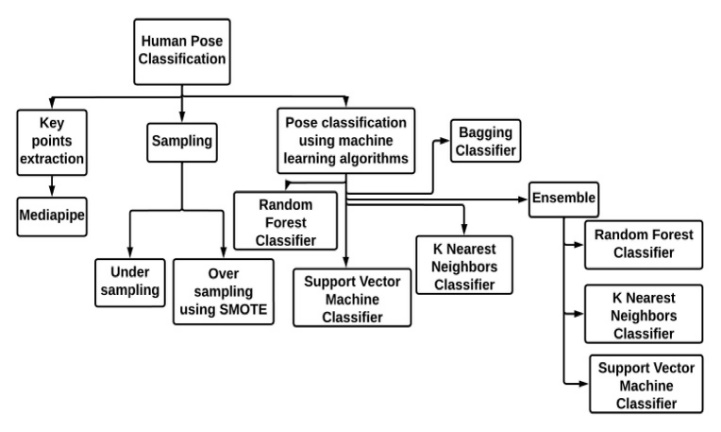 Human Pose
Classification
Key
points
extraction
Sampling
Pose classification
using machine
learning algorithms
Bagging
Classifier
Mediapipe
Random
Forest
Classifier
Ensemble
Under
sampling
Over
sampling
using SMOTE
Support Vector
Machine
Classifier
K Nearest
Neighbors
Classifier
Random Forest
Classifier
K Nearest
Neighbors
Classifier
Support Vector
Machine
Classifier